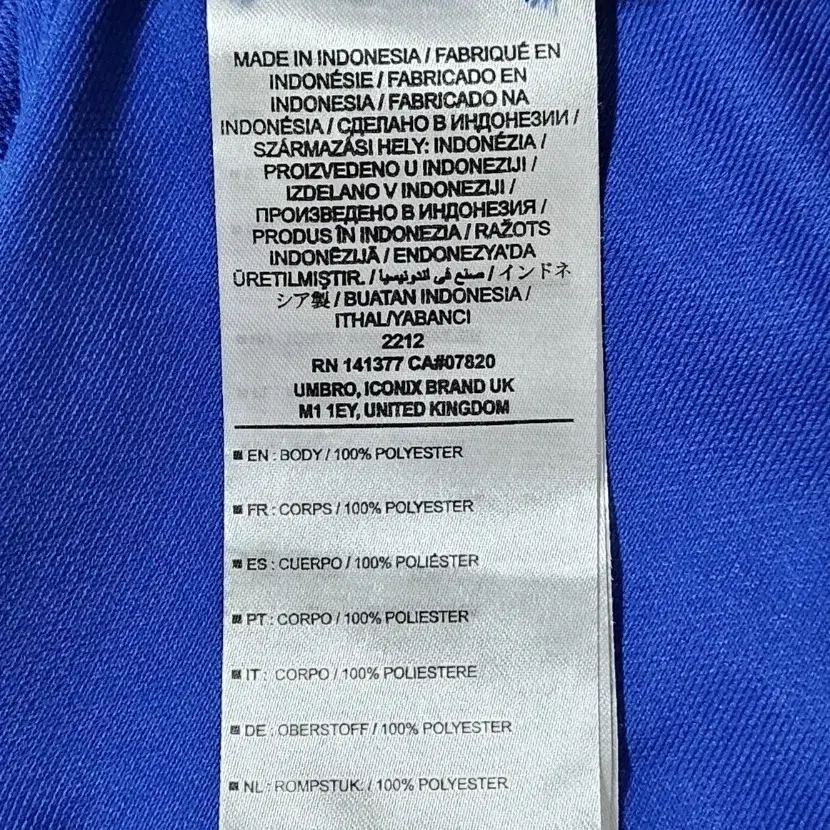 MADE IN INDONESIA / FABRIQUÉ EN
INDONÉSIE / FABRICADO EN
INDONESIA / FABRICADO NA
INDONÉSIA / СДЕЛАНО В ИНДОНЕЗИИ /
SZÁRMAZÁSI HELY: INDONÉZIA /
PROIZVEDENO U INDONEZIJI /
IZDELANO V INDONEZIJI /
ПРОИЗВЕДЕНО В ИНДОНЕЗИЯ /
PRODUS ÎN INDONEZIA / RAŽOTS
INDONĒZIJĀ / ENDONEZYA'DA
ÜRETILMIŞTIR. / صنع في اندونيسيا / インドネ
シア製 / BUATAN INDONESIA /
ITHAL/YABANCI
2212
RN 141377 CA#07820
UMBRO, ICONIX BRAND UK
M1 1EY, UNITED KINGDOM
EN : BODY / 100% POLYESTER
FR : CORPS / 100% POLYESTER
ES : CUERPO / 100% POLIÉSTER
PT : CORPO / 100% POLIESTER
IT : CORPO / 100% POLIESTERE
DE : OBERSTOFF / 100% POLYESTER
NL : ROMPSTUK. / 100% POLYESTER